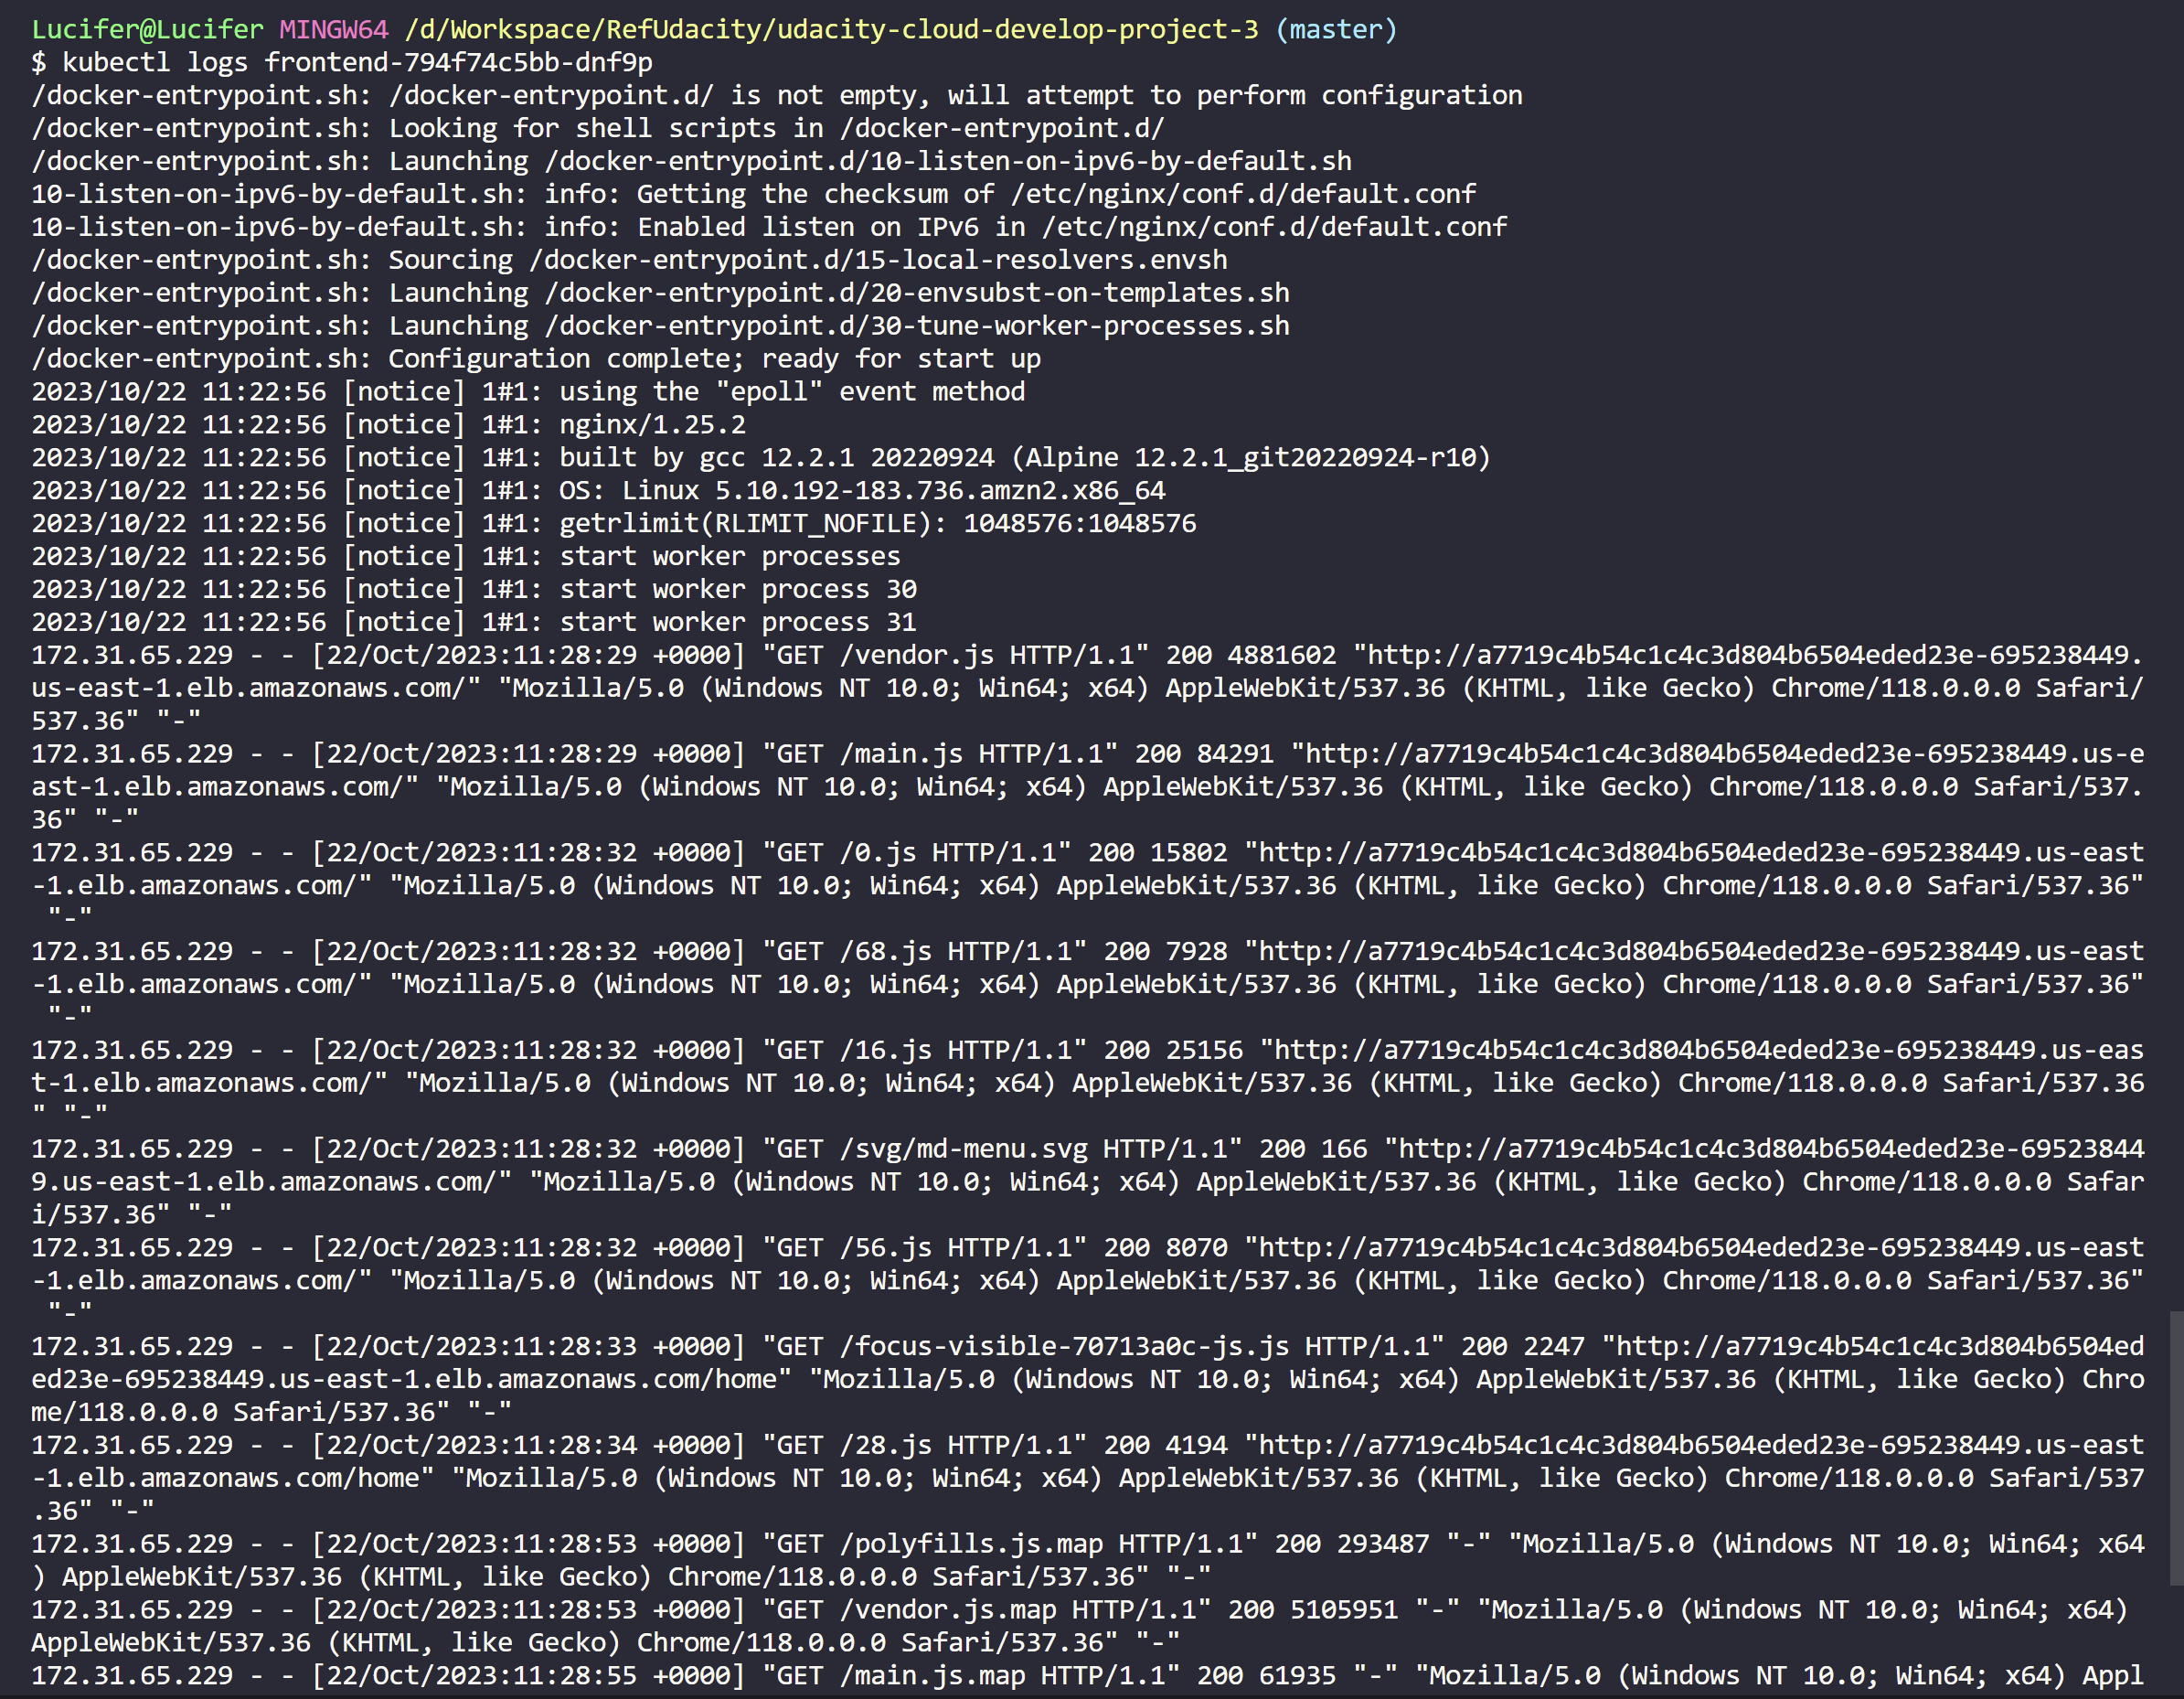 Lucifer@Lucifer MINGW64 /d/Workspace/RefUdacity/udacity-cloud-develop-project-3 (master)
$ kubectl logs frontend-794f74c5bb-dnf9p
/docker-entrypoint.sh: /docker-entrypoint.d/ is not empty, will attempt to perform configuration
/docker-entrypoint.sh: Looking for shell scripts in /docker-entrypoint.d/
/docker-entrypoint.sh: Launching /docker-entrypoint.d/10-listen-on-ipv6-by-default.sh
10-listen-on-ipv6-by-default.sh: info: Getting the checksum of /etc/nginx/conf.d/default.conf
10-listen-on-ipv6-by-default.sh: info: Enabled listen on IPv6 in /etc/nginx/conf.d/default.conf
/docker-entrypoint.sh: Sourcing /docker-entrypoint.d/15-local-resolvers.envsh
/docker-entrypoint.sh: Launching /docker-entrypoint.d/20-envsubst-on-templates.sh
/docker-entrypoint.sh: Launching /docker-entrypoint.d/30-tune-worker-processes.sh
/docker-entrypoint.sh: Configuration complete; ready for start up
2023/10/22 11:22:56 [notice] 1#1: using the "epoll" event method
2023/10/22 11:22:56 [notice] 1#1: nginx/1.25.2
2023/10/22 11:22:56 [notice] 1#1: built by gcc 12.2.1 20220924 (Alpine 12.2.1_git20220924-r10)
2023/10/22 11:22:56 [notice] 1#1: OS: Linux 5.10.192-183.736.amzn2.x86_64
2023/10/22 11:22:56 [notice] 1#1: getrlimit(RLIMIT_NOFILE): 1048576:1048576
2023/10/22 11:22:56 [notice] 1#1: start worker processes
2023/10/22 11:22:56 [notice] 1#1: start worker process 30
2023/10/22 11:22:56 [notice] 1#1: start worker process 31
172.31.65.229 - - [22/Oct/2023:11:28:29 +0000] "GET /vendor.js HTTP/1.1" 200 4881602 "http://a7719c4b54c1c4c3d804b6504eded23e-695238449.
us-east-1.elb.amazonaws.com/" "Mozilla/5.0 (Windows NT 10.0; Win64; x64) AppleWebKit/537.36 (KHTML, like Gecko) Chrome/118.0.0.0 Safari/
537.36" "-"
172.31.65.229 - - [22/Oct/2023:11:28:29 +0000] "GET /main.js HTTP/1.1" 200 84291 "http://a7719c4b54c1c4c3d804b6504eded23e-695238449.us-e
ast-1.elb.amazonaws.com/" "Mozilla/5.0 (Windows NT 10.0; Win64; x64) AppleWebKit/537.36 (KHTML, like Gecko) Chrome/118.0.0.0 Safari/537.
36" "-"
172.31.65.229 - - [22/Oct/2023:11:28:32 +0000] "GET /0.js HTTP/1.1" 200 15802 "http://a7719c4b54c1c4c3d804b6504eded23e-695238449.us-east
-1.elb.amazonaws.com/" "Mozilla/5.0 (Windows NT 10.0; Win64; x64) AppleWebKit/537.36 (KHTML, like Gecko) Chrome/118.0.0.0 Safari/537.36"
 "-"
172.31.65.229 - - [22/Oct/2023:11:28:32 +0000] "GET /68.js HTTP/1.1" 200 7928 "http://a7719c4b54c1c4c3d804b6504eded23e-695238449.us-east
-1.elb.amazonaws.com/" "Mozilla/5.0 (Windows NT 10.0; Win64; x64) AppleWebKit/537.36 (KHTML, like Gecko) Chrome/118.0.0.0 Safari/537.36"
 "-"
172.31.65.229 - - [22/Oct/2023:11:28:32 +0000] "GET /16.js HTTP/1.1" 200 25156 "http://a7719c4b54c1c4c3d804b6504eded23e-695238449.us-eas
t-1.elb.amazonaws.com/" "Mozilla/5.0 (Windows NT 10.0; Win64; x64) AppleWebKit/537.36 (KHTML, like Gecko) Chrome/118.0.0.0 Safari/537.36
" "-"
172.31.65.229 - - [22/Oct/2023:11:28:32 +0000] "GET /svg/md-menu.svg HTTP/1.1" 200 166 "http://a7719c4b54c1c4c3d804b6504eded23e-69523844
9.us-east-1.elb.amazonaws.com/" "Mozilla/5.0 (Windows NT 10.0; Win64; x64) AppleWebKit/537.36 (KHTML, like Gecko) Chrome/118.0.0.0 Safar
i/537.36" "-"
172.31.65.229 - - [22/Oct/2023:11:28:32 +0000] "GET /56.js HTTP/1.1" 200 8070 "http://a7719c4b54c1c4c3d804b6504eded23e-695238449.us-east
-1.elb.amazonaws.com/" "Mozilla/5.0 (Windows NT 10.0; Win64; x64) AppleWebKit/537.36 (KHTML, like Gecko) Chrome/118.0.0.0 Safari/537.36"
 "-"
172.31.65.229 - - [22/Oct/2023:11:28:33 +0000] "GET /focus-visible-70713a0c-js.js HTTP/1.1" 200 2247 "http://a7719c4b54c1c4c3d804b6504ed
ed23e-695238449.us-east-1.elb.amazonaws.com/home" "Mozilla/5.0 (Windows NT 10.0; Win64; x64) AppleWebKit/537.36 (KHTML, like Gecko) Chro
me/118.0.0.0 Safari/537.36" "-"
172.31.65.229 - - [22/Oct/2023:11:28:34 +0000] "GET /28.js HTTP/1.1" 200 4194 "http://a7719c4b54c1c4c3d804b6504eded23e-695238449.us-east
-1.elb.amazonaws.com/home" "Mozilla/5.0 (Windows NT 10.0; Win64; x64) AppleWebKit/537.36 (KHTML, like Gecko) Chrome/118.0.0.0 Safari/537
.36" "-"
172.31.65.229 - - [22/Oct/2023:11:28:53 +0000] "GET /polyfills.js.map HTTP/1.1" 200 293487 "-" "Mozilla/5.0 (Windows NT 10.0; Win64; x64
) AppleWebKit/537.36 (KHTML, like Gecko) Chrome/118.0.0.0 Safari/537.36" "-"
172.31.65.229 - - [22/Oct/2023:11:28:53 +0000] "GET /vendor.js.map HTTP/1.1" 200 5105951 "-" "Mozilla/5.0 (Windows NT 10.0; Win64; x64)
AppleWebKit/537.36 (KHTML, like Gecko) Chrome/118.0.0.0 Safari/537.36" "-"
172.31.65.229 - - [22/Oct/2023:11:28:55 +0000] "GET /main.js.map HTTP/1.1" 200 61935 "-" "Mozilla/5.0 (Windows NT 10.0; Win64; x64) Appl